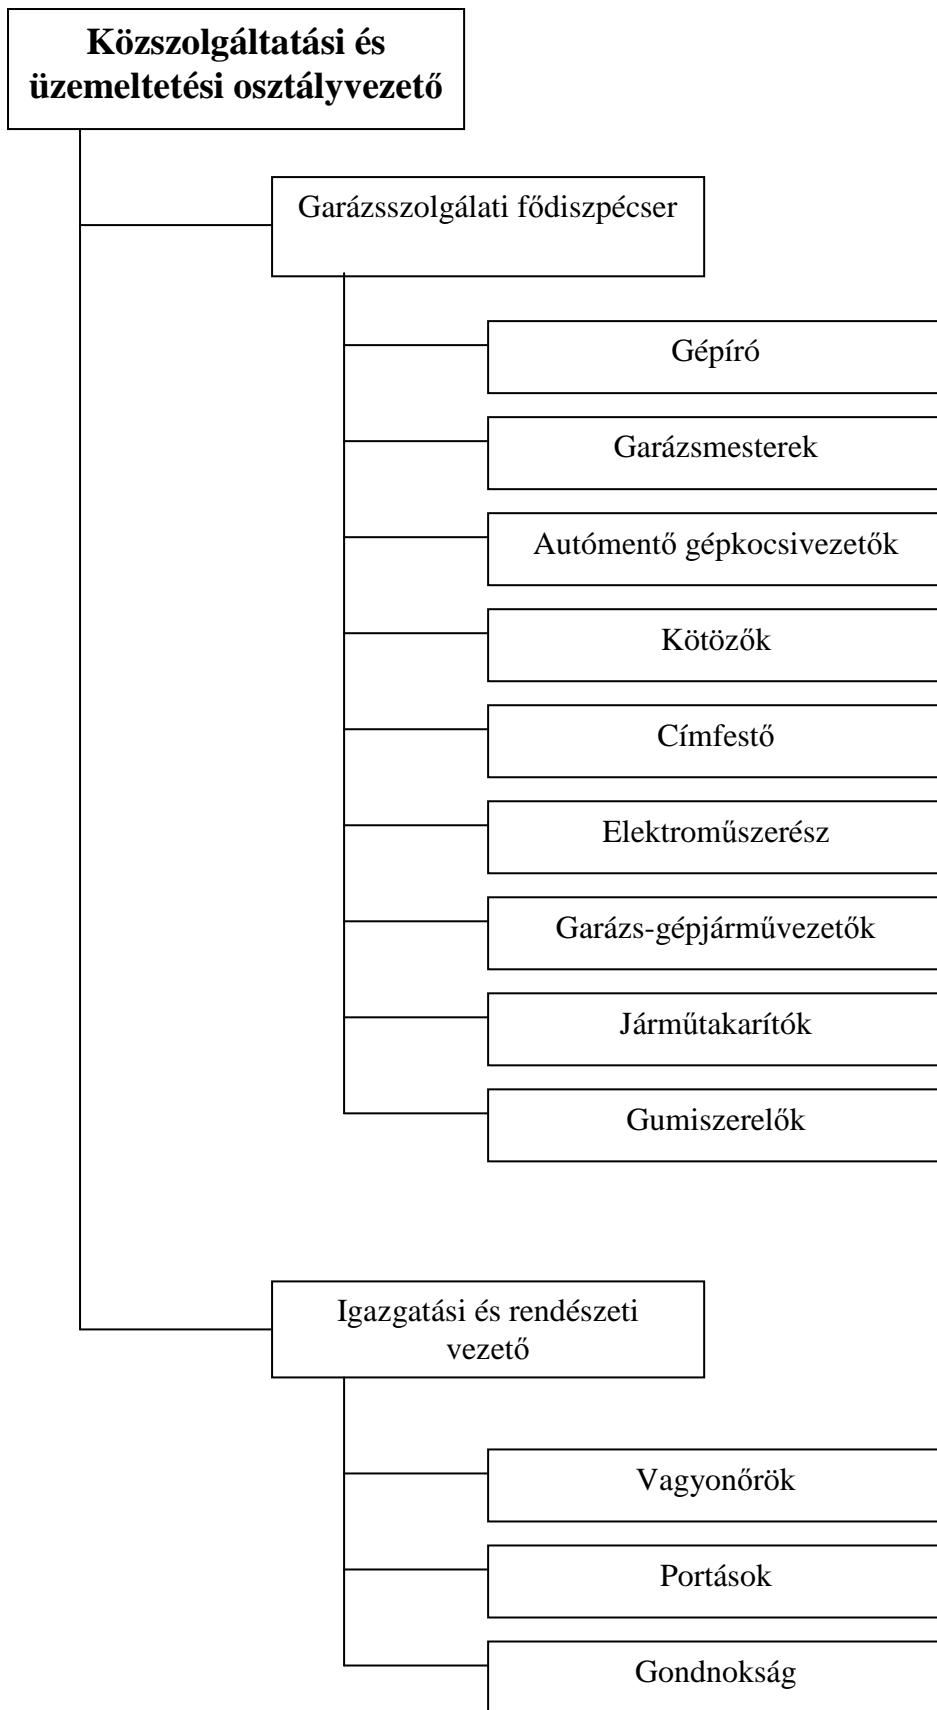 Közszolgáltatási és
üzemeltetési osztályvezető
Garázsszolgálati fődiszpécser
Gépíró
Garázsmesterek
Autómentő gépkocsivezetők
Kötözők
Címfestő
Elektroműszerész
Garázs-gépjárművezetők
Járműtakarítók
Gumiszerelők
Igazgatási és rendészeti
vezető
Vagyonőrök
Portások
Gondnokság